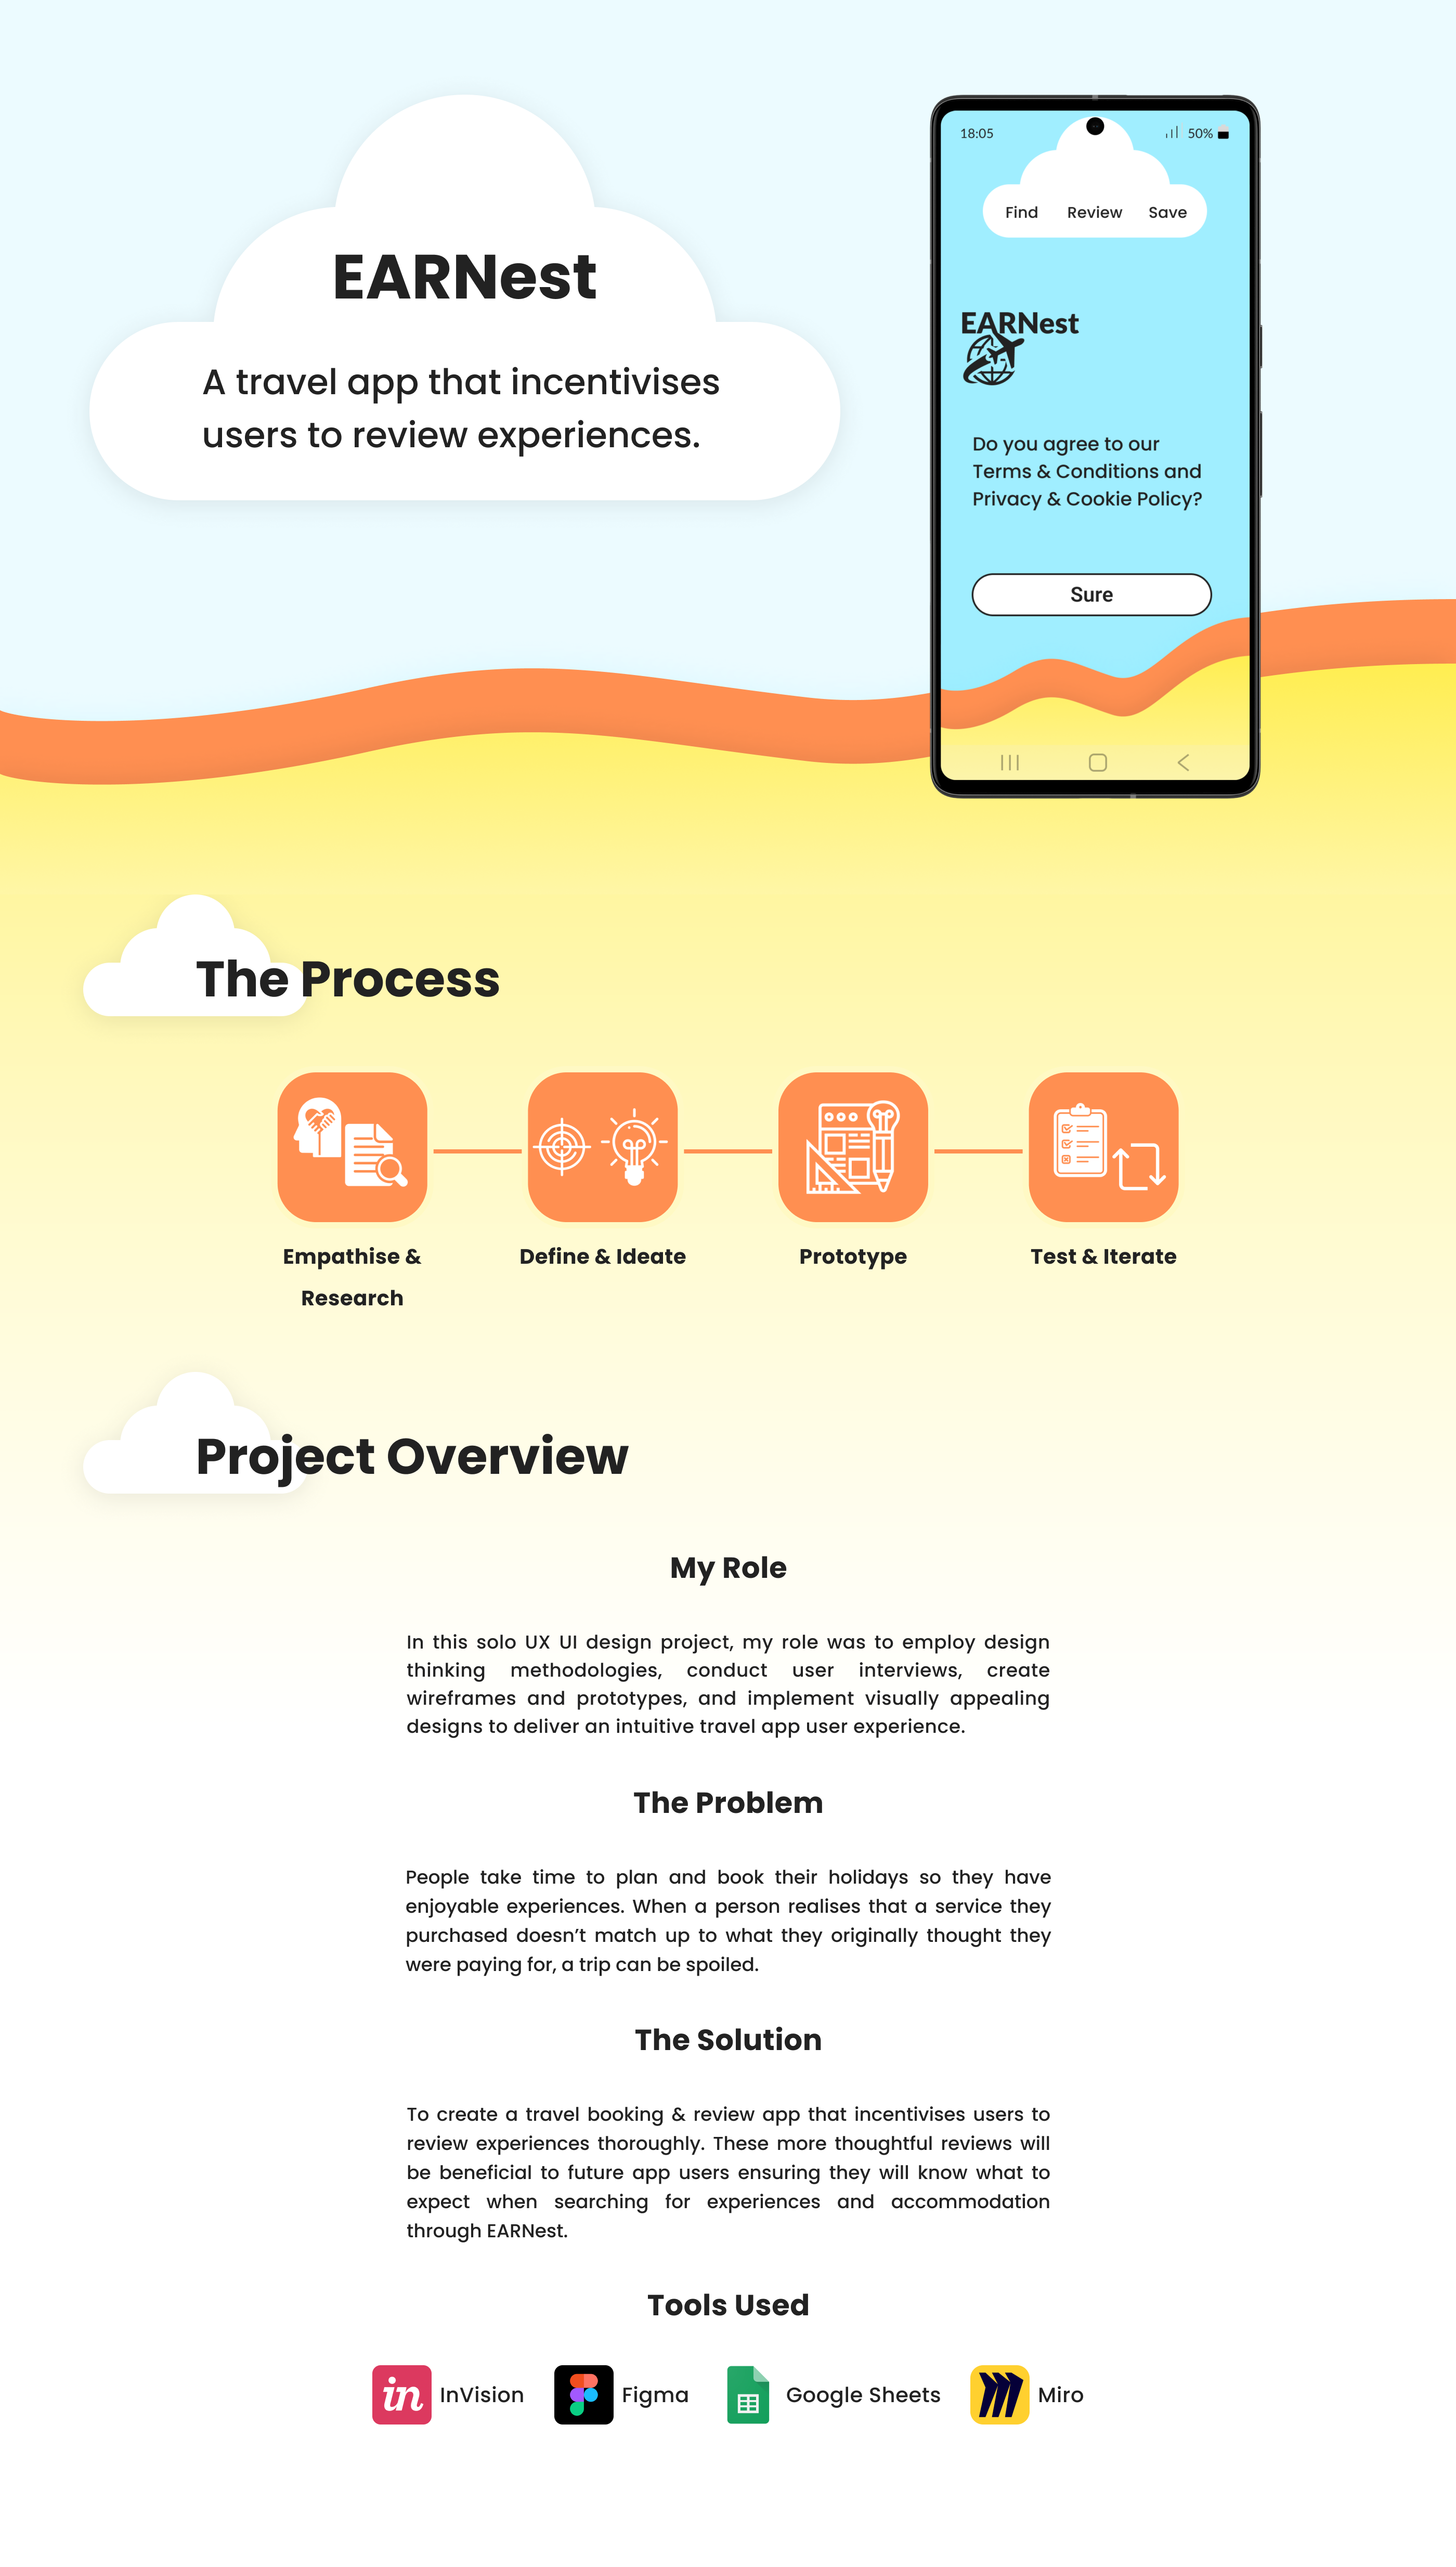 EARNest
A travel app that incentivises
users to review experiences.
18:05
50%
Find Review Save
EARNest
Do you agree to our
Terms & Conditions and
Privacy & Cookie Policy?
Sure
The Process
Empathise &
Research
Define & Ideate
Prototype
Test & Iterate
Project Overview
My Role
In this solo UX UI design project, my role was to employ design
thinking methodologies, conduct user interviews, create
wireframes and prototypes, and implement visually appealing
designs to deliver an intuitive travel app user experience.
The Problem
People take time to plan and book their holidays so they have
enjoyable experiences. When a person realises that a service they
purchased doesn’t match up to what they originally thought they
were paying for, a trip can be spoiled.
The Solution
To create a travel booking & review app that incentivises users to
review experiences thoroughly. These more thoughtful reviews will
be beneficial to future app users ensuring they will know what to
expect when searching for experiences and accommodation
through EARNest.
Tools Used
in InVision Figma Google Sheets Miro